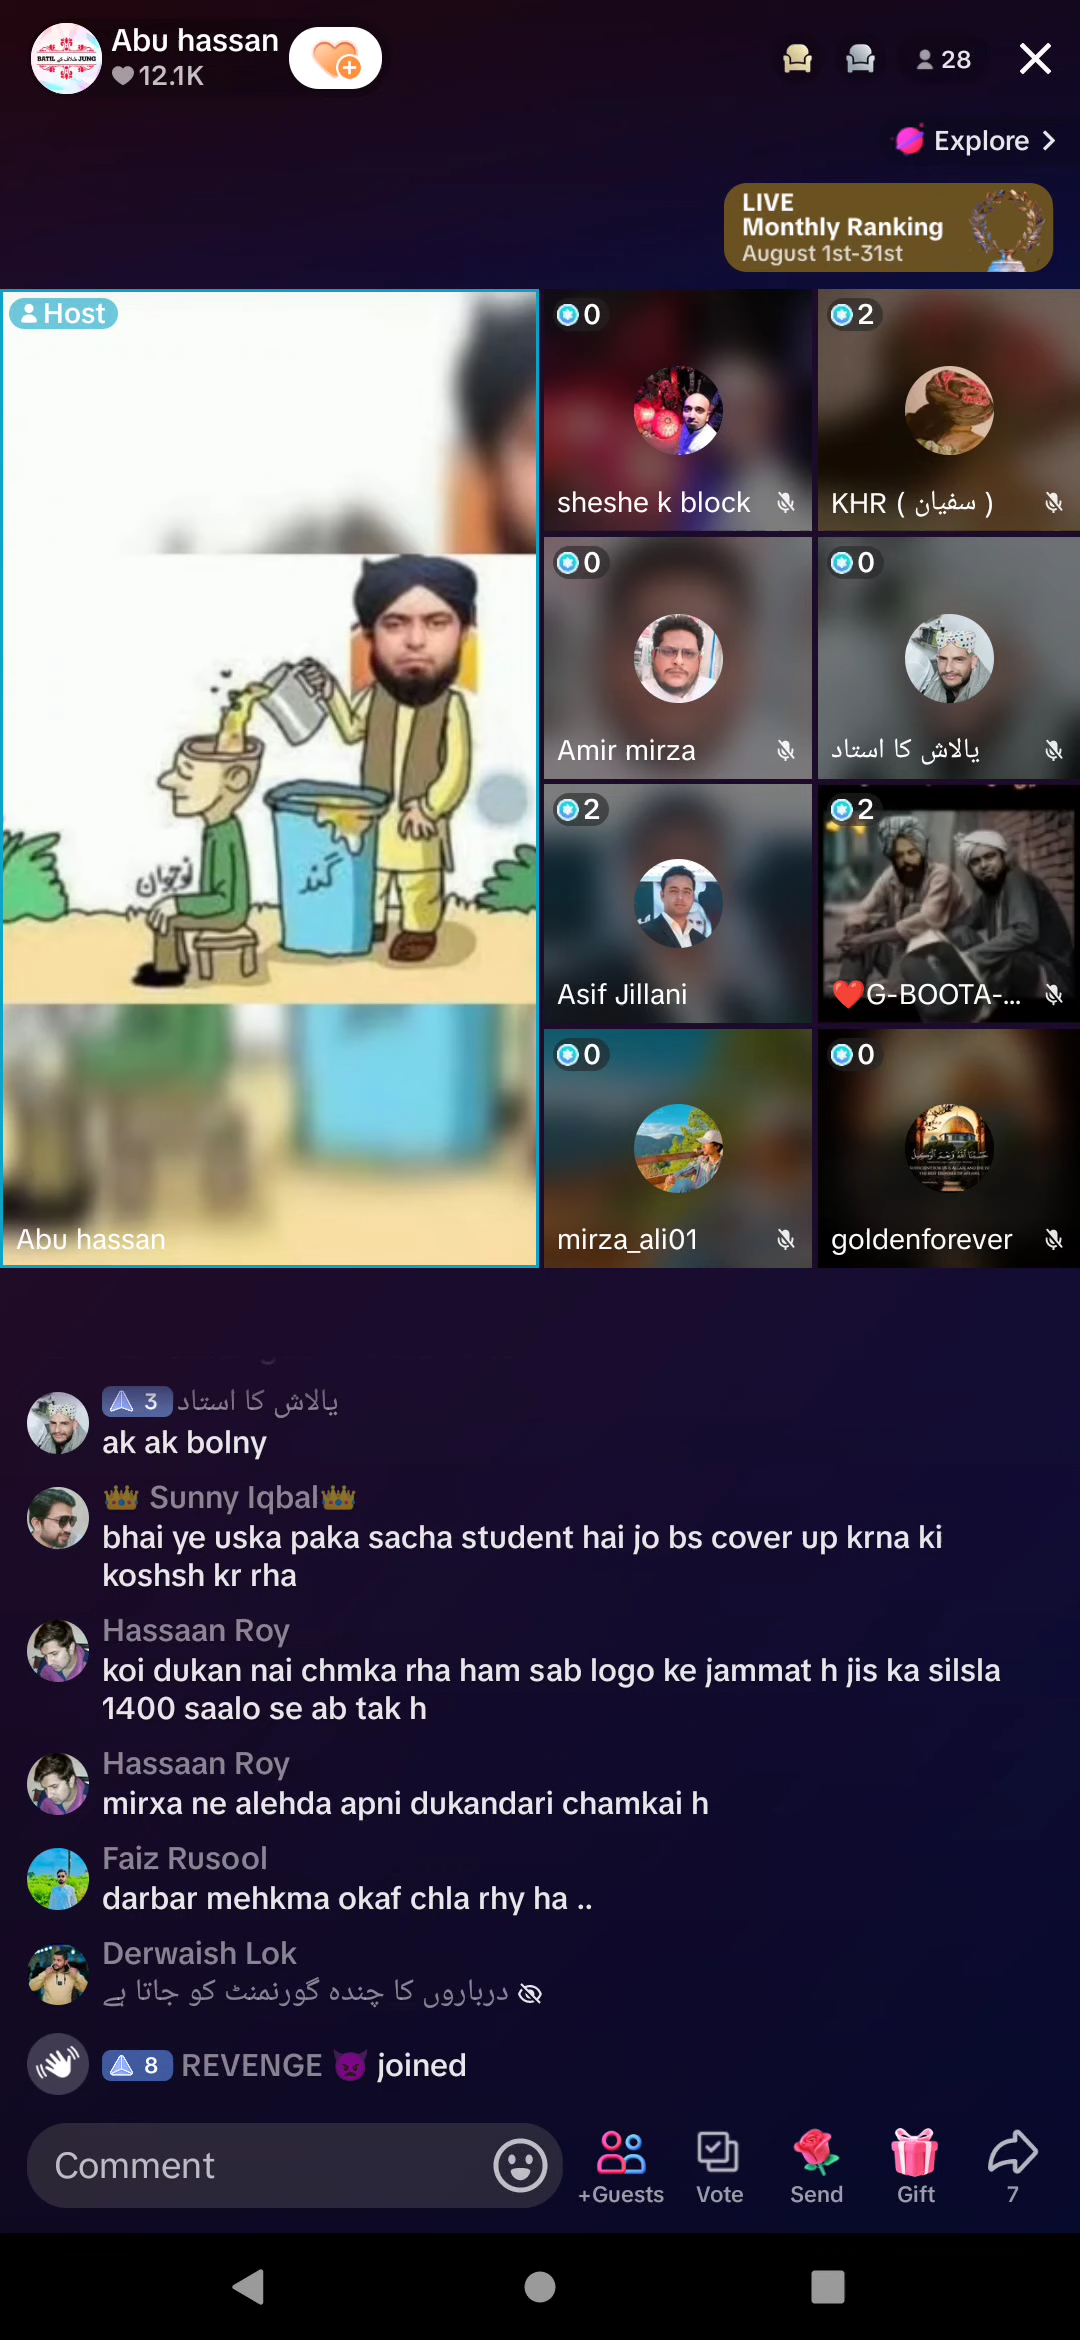 Abu hassan
12.1K
28
BATIL خلاف کے JUNG
Explore
LIVE
Monthly Ranking
August 1st-31st
Host
0
2
sheshe k block
KHR ( سفیان )
0
0
Amir mirza
یالاش کا استاد
2
2
نوجوان
گند
Asif Jillani
❤️G-BOOTA-...
0
0
Abu hassan
mirza_ali01
goldenforever
3 یالاش کا استاد
ak ak bolny
👑 Sunny Iqbal👑
bhai ye uska paka sacha student hai jo bs cover up krna ki
koshsh kr rha
Hassaan Roy
koi dukan nai chmka rha ham sab logo ke jammat h jis ka silsla
1400 saalo se ab tak h
Hassaan Roy
mirxa ne alehda apni dukandari chamkai h
Faiz Rusool
darbar mehkma okaf chla rhy ha ..
Derwaish Lok
درباروں کا چندہ گورنمنٹ کو جاتا ہے
8 REVENGE 👿 joined
Comment
+Guests
Vote
Send
Gift
7